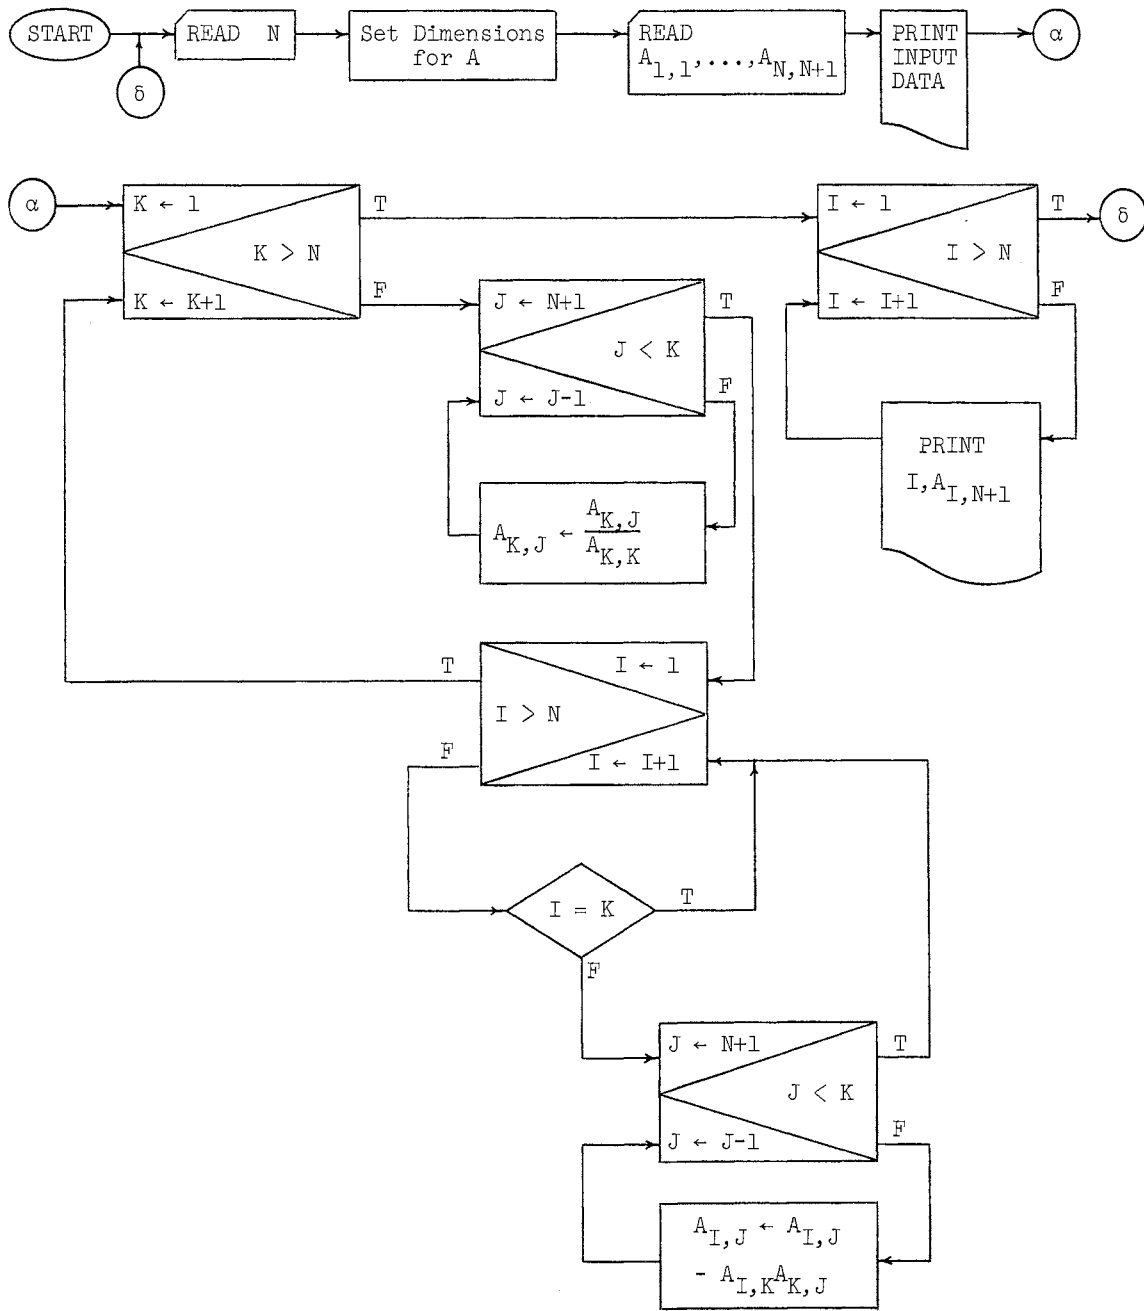 START
READ N
Set Dimensions
for A
READ
A1,1,...,AN,N+1
PRINT
INPUT
DATA
α
δ
α
K ← 1
K > N
K ← K+1
T
F
I ← 1
I > N
I ← I+1
T
F
δ
J ← N+1
J < K
J ← J-1
T
F
PRINT
I,AI,N+1
AK,J ← AK,J
AK,K
I ← 1
I > N
I ← I+1
T
F
I = K
T
F
J ← N+1
J < K
J ← J-1
T
F
AI,J ← AI,J
- AI,KAK,J